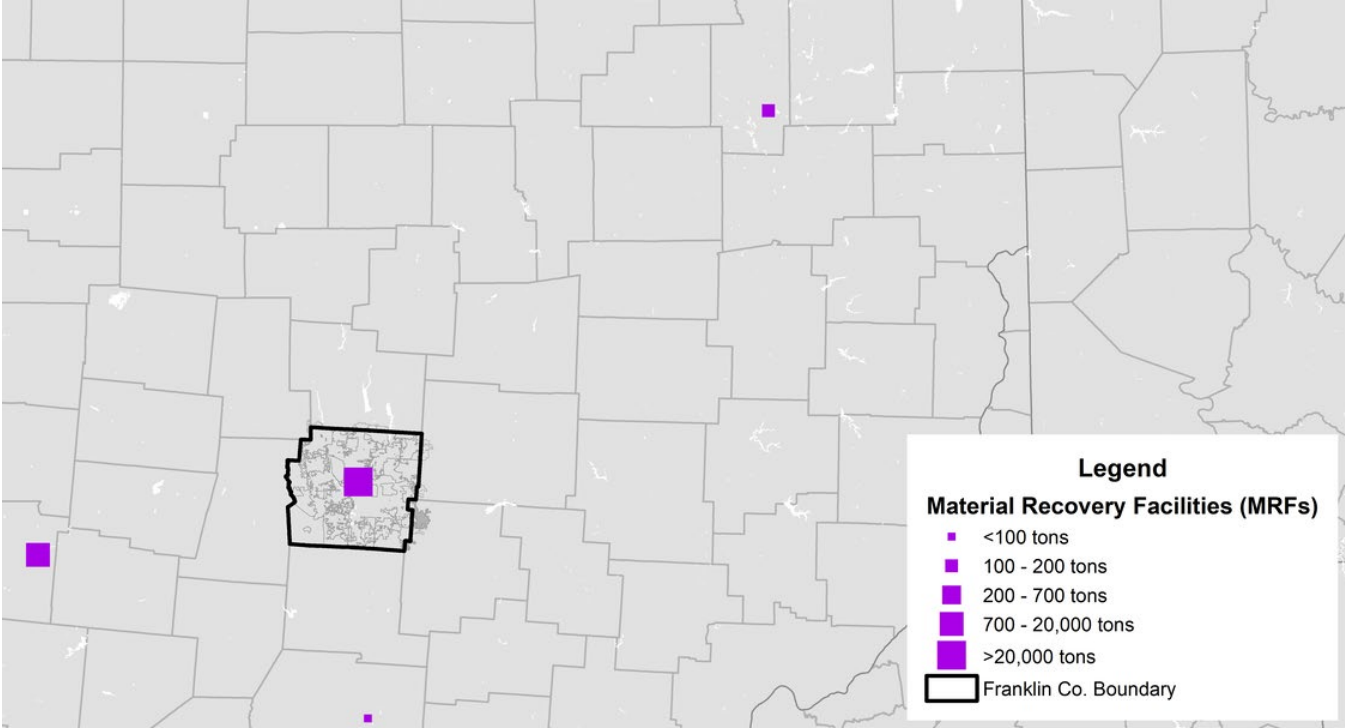 Legend
Material Recovery Facilities (MRFs)
<100 tons
100 - 200 tons
200 - 700 tons
700 - 20,000 tons
>20,000 tons
Franklin Co. Boundary